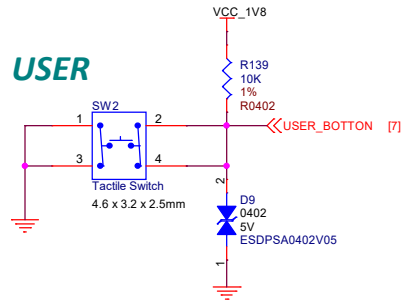 VCC_1V8
USER
R139
10K
1%
R0402
SW2
1
2
USER_BOTTON [7]
3
4
Tactile Switch
4.6 x 3.2 x 2.5mm
2
D9
0402
5V
ESDPSA0402V05
1